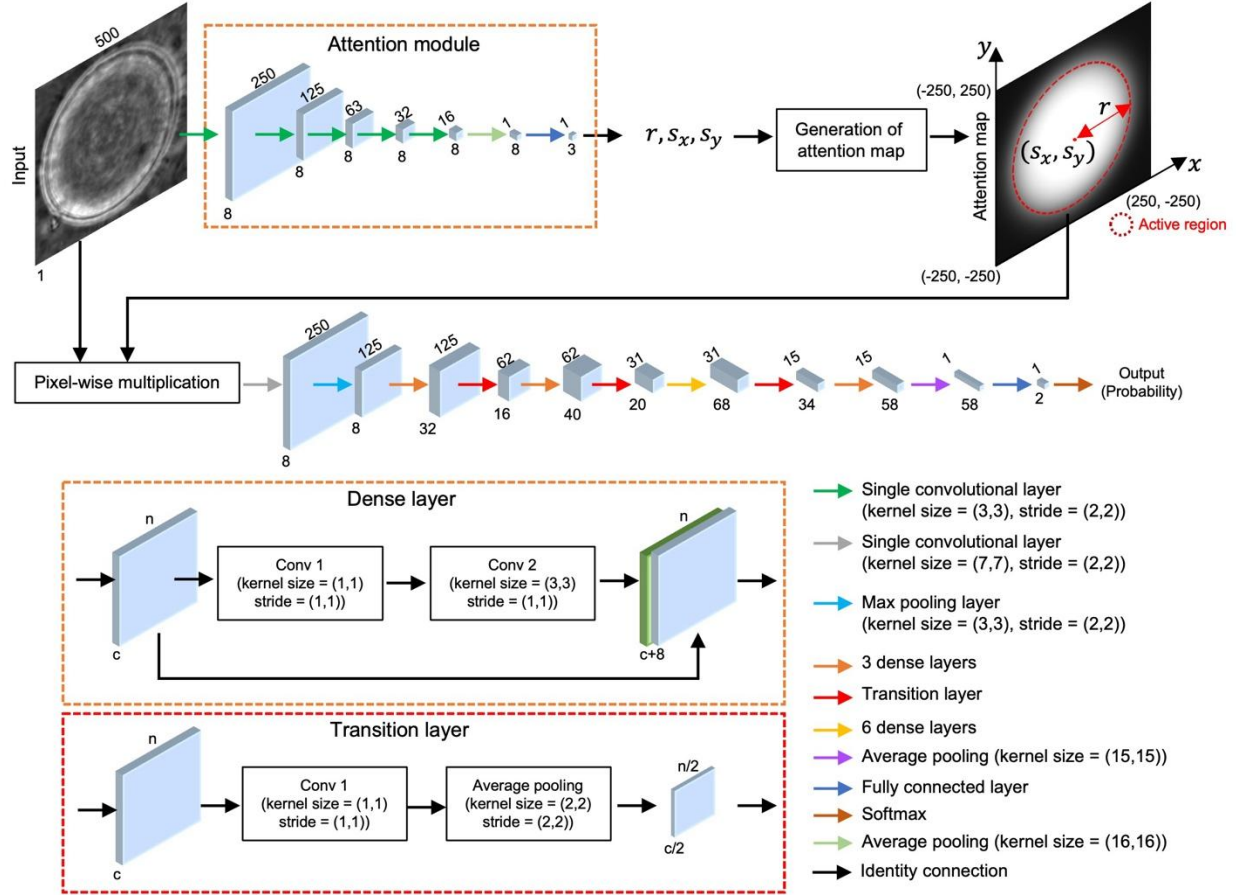 500
Input
1
Attention module
250
8
125
8
63
8
32
8
16
8
1
8
1
3
r, sₓ, s_y
Generation of
attention map
y
(-250, 250)
Attention map
r
(sₓ, s_y)
x
(250, -250)
Active region
(-250, -250)
Pixel-wise multiplication
250
8
125
8
125
32
62
16
62
40
31
20
31
68
15
34
15
58
1
58
1
2
Output
(Probability)
Dense layer
n
c
Conv 1
(kernel size = (1,1)
stride = (1,1))
Conv 2
(kernel size = (3,3)
stride = (1,1))
n
c+8
Transition layer
n
c
Conv 1
(kernel size = (1,1)
stride = (1,1))
Average pooling
(kernel size = (2,2)
stride = (2,2))
n/2
c/2
Single convolutional layer
(kernel size = (3,3), stride = (2,2))
Single convolutional layer
(kernel size = (7,7), stride = (2,2))
Max pooling layer
(kernel size = (3,3), stride = (2,2))
3 dense layers
Transition layer
6 dense layers
Average pooling (kernel size = (15,15))
Fully connected layer
Softmax
Average pooling (kernel size = (16,16))
Identity connection